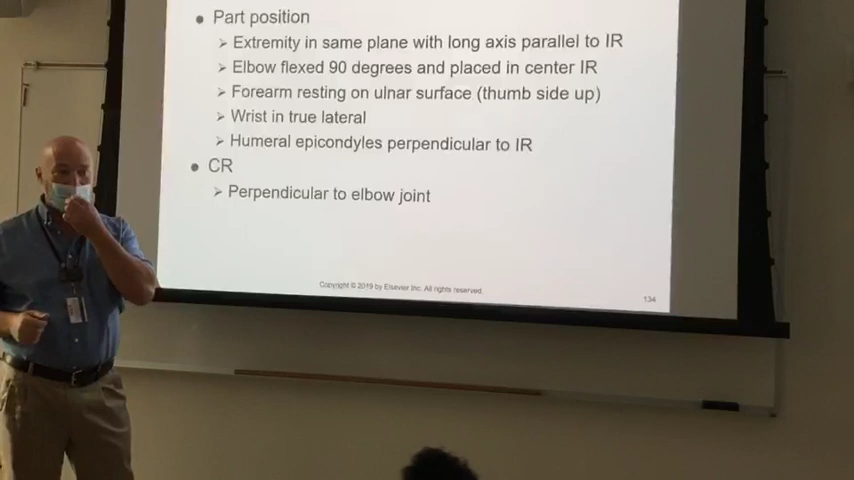 ● Part position
➢ Extremity in same plane with long axis parallel to IR
➢ Elbow flexed 90 degrees and placed in center IR
➢ Forearm resting on ulnar surface (thumb side up)
➢ Wrist in true lateral
➢ Humeral epicondyles perpendicular to IR
● CR
➢ Perpendicular to elbow joint
Copyright © 2019 by Elsevier Inc. All rights reserved.
134